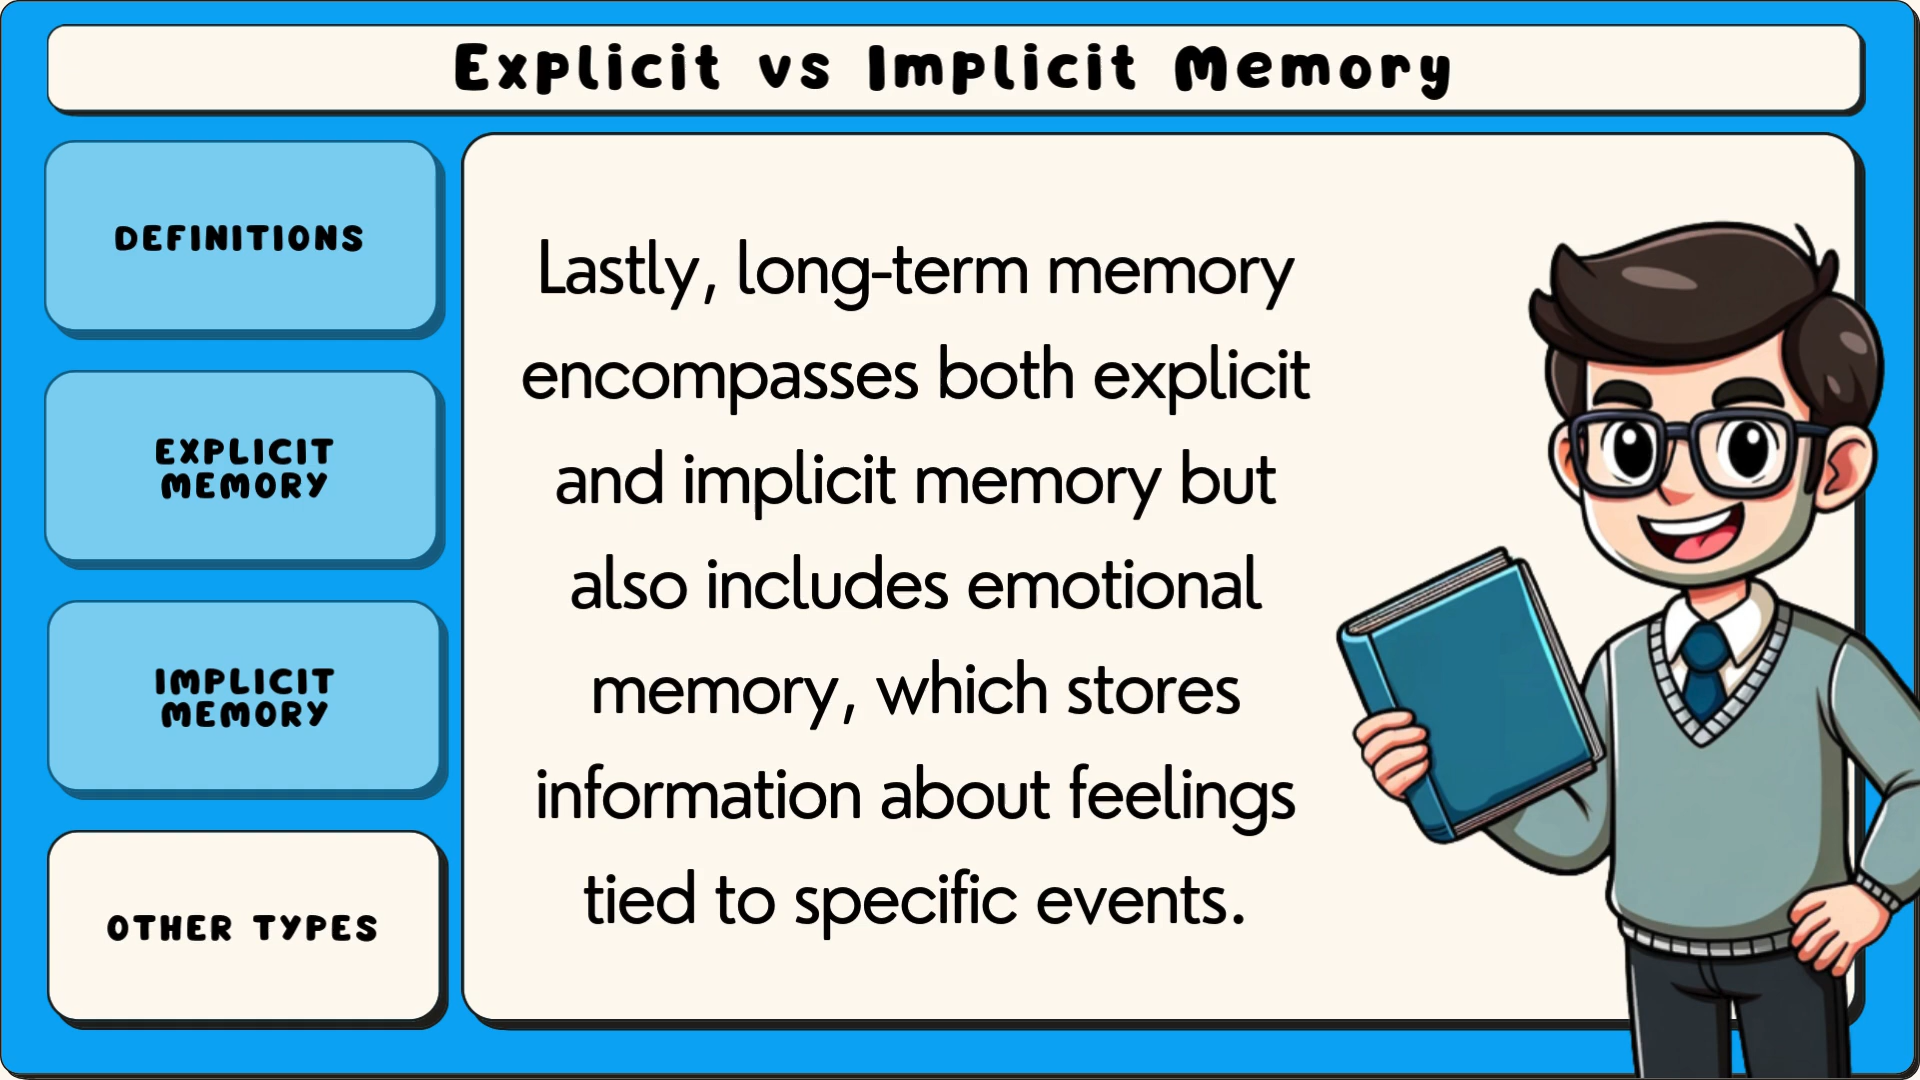 Explicit vs Implicit Memory
DEFINITIONS
EXPLICIT
MEMORY
IMPLICIT
MEMORY
OTHER TYPES
Lastly, long-term memory
encompasses both explicit
and implicit memory but
also includes emotional
memory, which stores
information about feelings
tied to specific events.